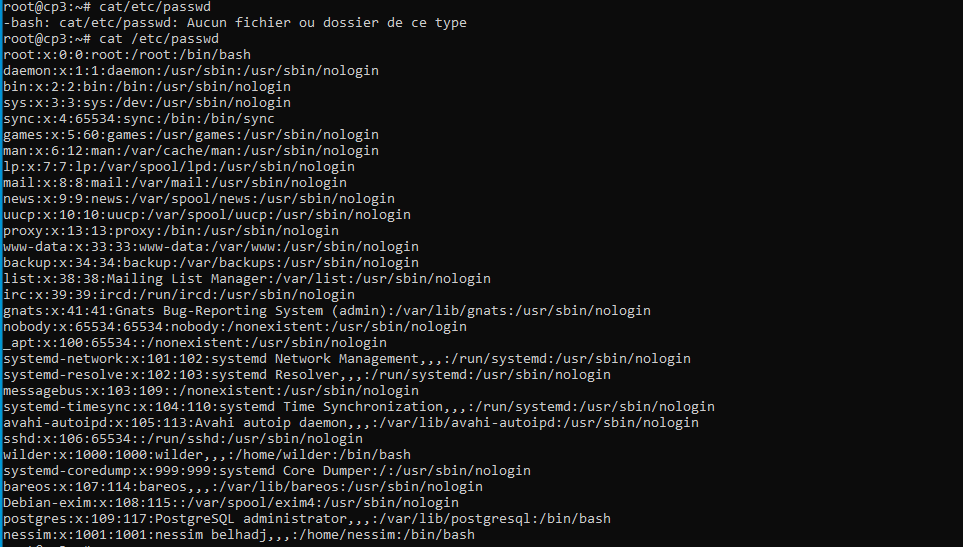 root@cp3:~# cat/etc/passwd
-bash: cat/etc/passwd: Aucun fichier ou dossier de ce type
root@cp3:~# cat /etc/passwd
root:x:0:0:root:/root:/bin/bash
daemon:x:1:1:daemon:/usr/sbin:/usr/sbin/nologin
bin:x:2:2:bin:/bin:/usr/sbin/nologin
sys:x:3:3:sys:/dev:/usr/sbin/nologin
sync:x:4:65534:sync:/bin:/bin/sync
games:x:5:60:games:/usr/games:/usr/sbin/nologin
man:x:6:12:man:/var/cache/man:/usr/sbin/nologin
lp:x:7:7:lp:/var/spool/lpd:/usr/sbin/nologin
mail:x:8:8:mail:/var/mail:/usr/sbin/nologin
news:x:9:9:news:/var/spool/news:/usr/sbin/nologin
uucp:x:10:10:uucp:/var/spool/uucp:/usr/sbin/nologin
proxy:x:13:13:proxy:/bin:/usr/sbin/nologin
www-data:x:33:33:www-data:/var/www:/usr/sbin/nologin
backup:x:34:34:backup:/var/backups:/usr/sbin/nologin
list:x:38:38:Mailing List Manager:/var/list:/usr/sbin/nologin
irc:x:39:39:ircd:/run/ircd:/usr/sbin/nologin
gnats:x:41:41:Gnats Bug-Reporting System (admin):/var/lib/gnats:/usr/sbin/nologin
nobody:x:65534:65534:nobody:/nonexistent:/usr/sbin/nologin
_apt:x:100:65534::/nonexistent:/usr/sbin/nologin
systemd-network:x:101:102:systemd Network Management,,,:/run/systemd:/usr/sbin/nologin
systemd-resolve:x:102:103:systemd Resolver,,,:/run/systemd:/usr/sbin/nologin
messagebus:x:103:109::/nonexistent:/usr/sbin/nologin
systemd-timesync:x:104:110:systemd Time Synchronization,,,:/run/systemd:/usr/sbin/nologin
avahi-autoipd:x:105:113:Avahi autoip daemon,,,:/var/lib/avahi-autoipd:/usr/sbin/nologin
sshd:x:106:65534::/run/sshd:/usr/sbin/nologin
wilder:x:1000:1000:wilder,,,:/home/wilder:/bin/bash
systemd-coredump:x:999:999:systemd Core Dumper:/:/usr/sbin/nologin
bareos:x:107:114:bareos,,,:/var/lib/bareos:/usr/sbin/nologin
Debian-exim:x:108:115::/var/spool/exim4:/usr/sbin/nologin
postgres:x:109:117:PostgreSQL administrator,,,:/var/lib/postgresql:/bin/bash
nessim:x:1001:1001:nessim belhadj,,,:/home/nessim:/bin/bash